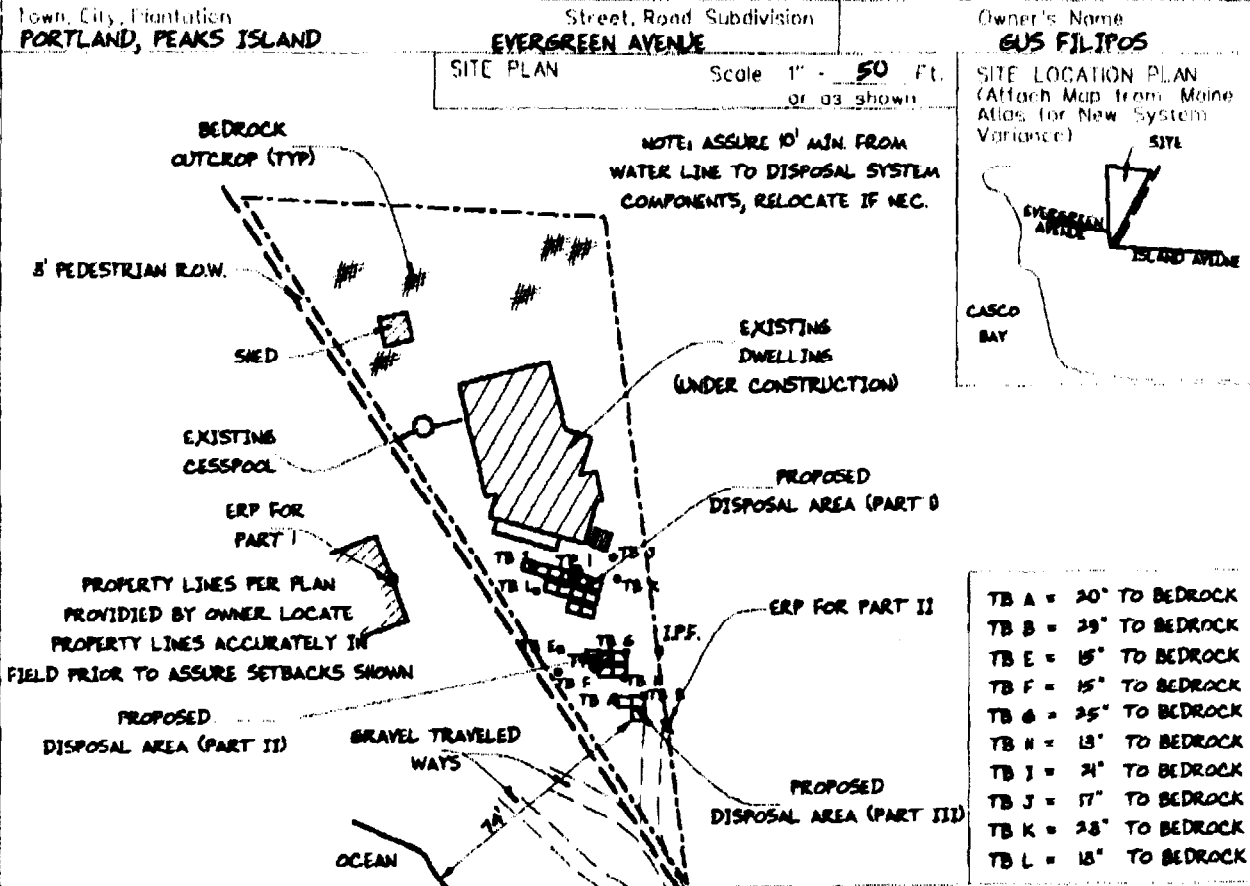 Town, City, Plantation
PORTLAND, PEAKS ISLAND
Street, Road Subdivision
EVERGREEN AVENUE
Owner's Name
GUS FILIPOS
SITE PLAN
Scale 1" - 50 Ft.
or as shown
SITE LOCATION PLAN
(Attach Map from Maine
Atlas for New System
Variance)
SITE
EVERGREEN
AVENUE
ISLAND AVENUE
CASCO
BAY
BEDROCK
OUTCROP (TYP)
NOTE: ASSURE 10' MIN. FROM
WATER LINE TO DISPOSAL SYSTEM
COMPONENTS, RELOCATE IF NEC.
PEDESTRIAN R.O.W.
SHED
EXISTING
DWELLING
(UNDER CONSTRUCTION)
EXISTING
CESSPOOL
PROPOSED
DISPOSAL AREA (PART I)
ERP FOR
PART I
TB I
TB J
TB L
TB K
PROPERTY LINES PER PLAN
PROVIDIED BY OWNER LOCATE
PROPERTY LINES ACCURATELY IN
FIELD PRIOR TO ASSURE SETBACKS SHOWN
ERP FOR PART II
I.P.F.
TB E
TB G
TB F
TB H
TB A
TB B
PROPOSED
DISPOSAL AREA (PART II)
GRAVEL TRAVELED
WAYS
PROPOSED
DISPOSAL AREA (PART III)
OCEAN
TB A = 20" TO BEDROCK
TB B = 29" TO BEDROCK
TB E = 15" TO BEDROCK
TB F = 15" TO BEDROCK
TB G = 25" TO BEDROCK
TB H = 13" TO BEDROCK
TB I = 21" TO BEDROCK
TB J = 17" TO BEDROCK
TB K = 28" TO BEDROCK
TB L = 18" TO BEDROCK